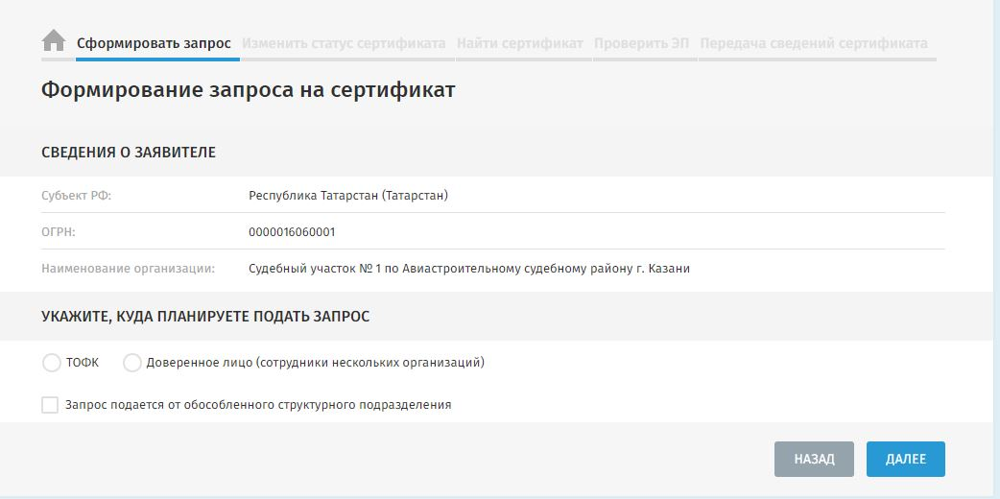 Сформировать запрос Изменить статус сертификата Найти сертификат Проверить ЭП Передача сведений сертификата
Формирование запроса на сертификат
СВЕДЕНИЯ О ЗАЯВИТЕЛЕ
Субъект РФ: Республика Татарстан (Татарстан)
ОГРН: 0000016060001
Наименование организации: Судебный участок № 1 по Авиастроительному судебному району г. Казани
УКАЖИТЕ, КУДА ПЛАНИРУЕТЕ ПОДАТЬ ЗАПРОС
ТОФК Доверенное лицо (сотрудники нескольких организаций)
Запрос подается от обособленного структурного подразделения
НАЗАД ДАЛЕЕ